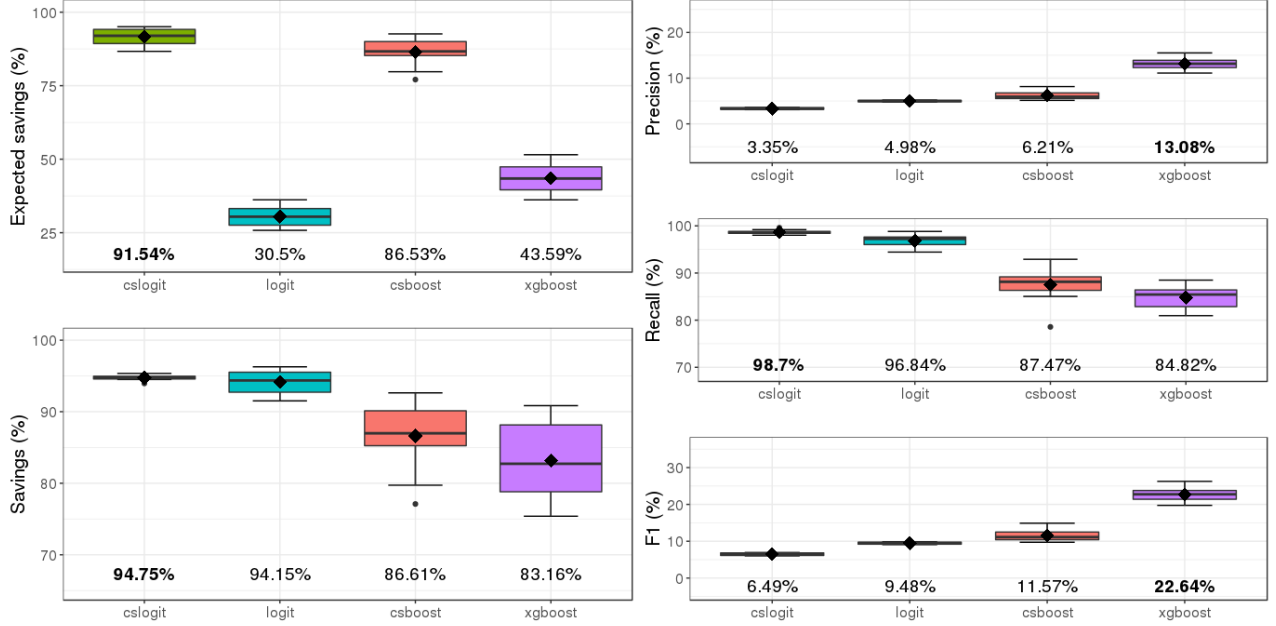 Expected savings (%)
100
75
50
25
91.54% 30.5% 86.53% 43.59%
cslogit logit csboost xgboost
Savings (%)
100
90
80
70
94.75% 94.15% 86.61% 83.16%
cslogit logit csboost xgboost
Precision (%)
20
10
0
3.35% 4.98% 6.21% 13.08%
cslogit logit csboost xgboost
Recall (%)
100
90
80
70
98.7% 96.84% 87.47% 84.82%
cslogit logit csboost xgboost
F1 (%)
30
20
10
0
6.49% 9.48% 11.57% 22.64%
cslogit logit csboost xgboost